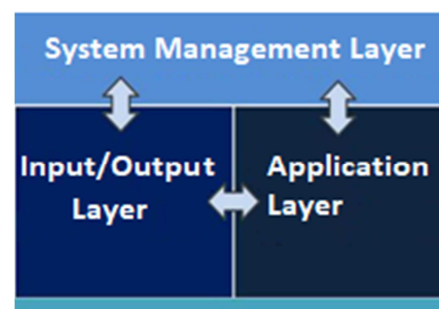 System Management Layer
Input/Output
Layer
Application
Layer